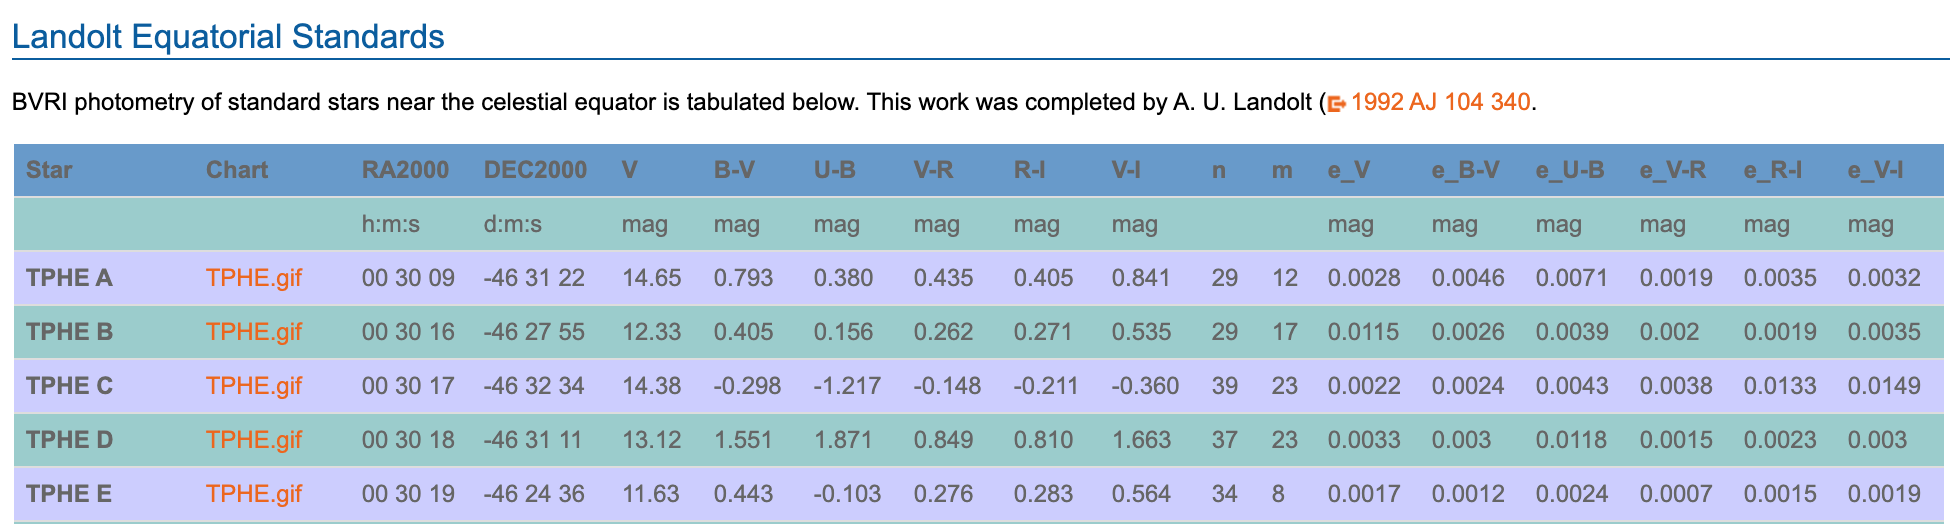 Landolt Equatorial Standards
BVRI photometry of standard stars near the celestial equator is tabulated below. This work was completed by A. U. Landolt (1992 AJ 104 340.
Star Chart RA2000 DEC2000 V B-V U-B V-R R-I V-I n m e_V e_B-V e_U-B e_V-R e_R-I e_V-I
h:m:s d:m:s mag mag mag mag mag mag mag mag mag mag mag mag
TPHE A TPHE.gif 00 30 09 -46 31 22 14.65 0.793 0.380 0.435 0.405 0.841 29 12 0.0028 0.0046 0.0071 0.0019 0.0035 0.0032
TPHE B TPHE.gif 00 30 16 -46 27 55 12.33 0.405 0.156 0.262 0.271 0.535 29 17 0.0115 0.0026 0.0039 0.002 0.0019 0.0035
TPHE C TPHE.gif 00 30 17 -46 32 34 14.38 -0.298 -1.217 -0.148 -0.211 -0.360 39 23 0.0022 0.0024 0.0043 0.0038 0.0133 0.0149
TPHE D TPHE.gif 00 30 18 -46 31 11 13.12 1.551 1.871 0.849 0.810 1.663 37 23 0.0033 0.003 0.0118 0.0015 0.0023 0.003
TPHE E TPHE.gif 00 30 19 -46 24 36 11.63 0.443 -0.103 0.276 0.283 0.564 34 8 0.0017 0.0012 0.0024 0.0007 0.0015 0.0019